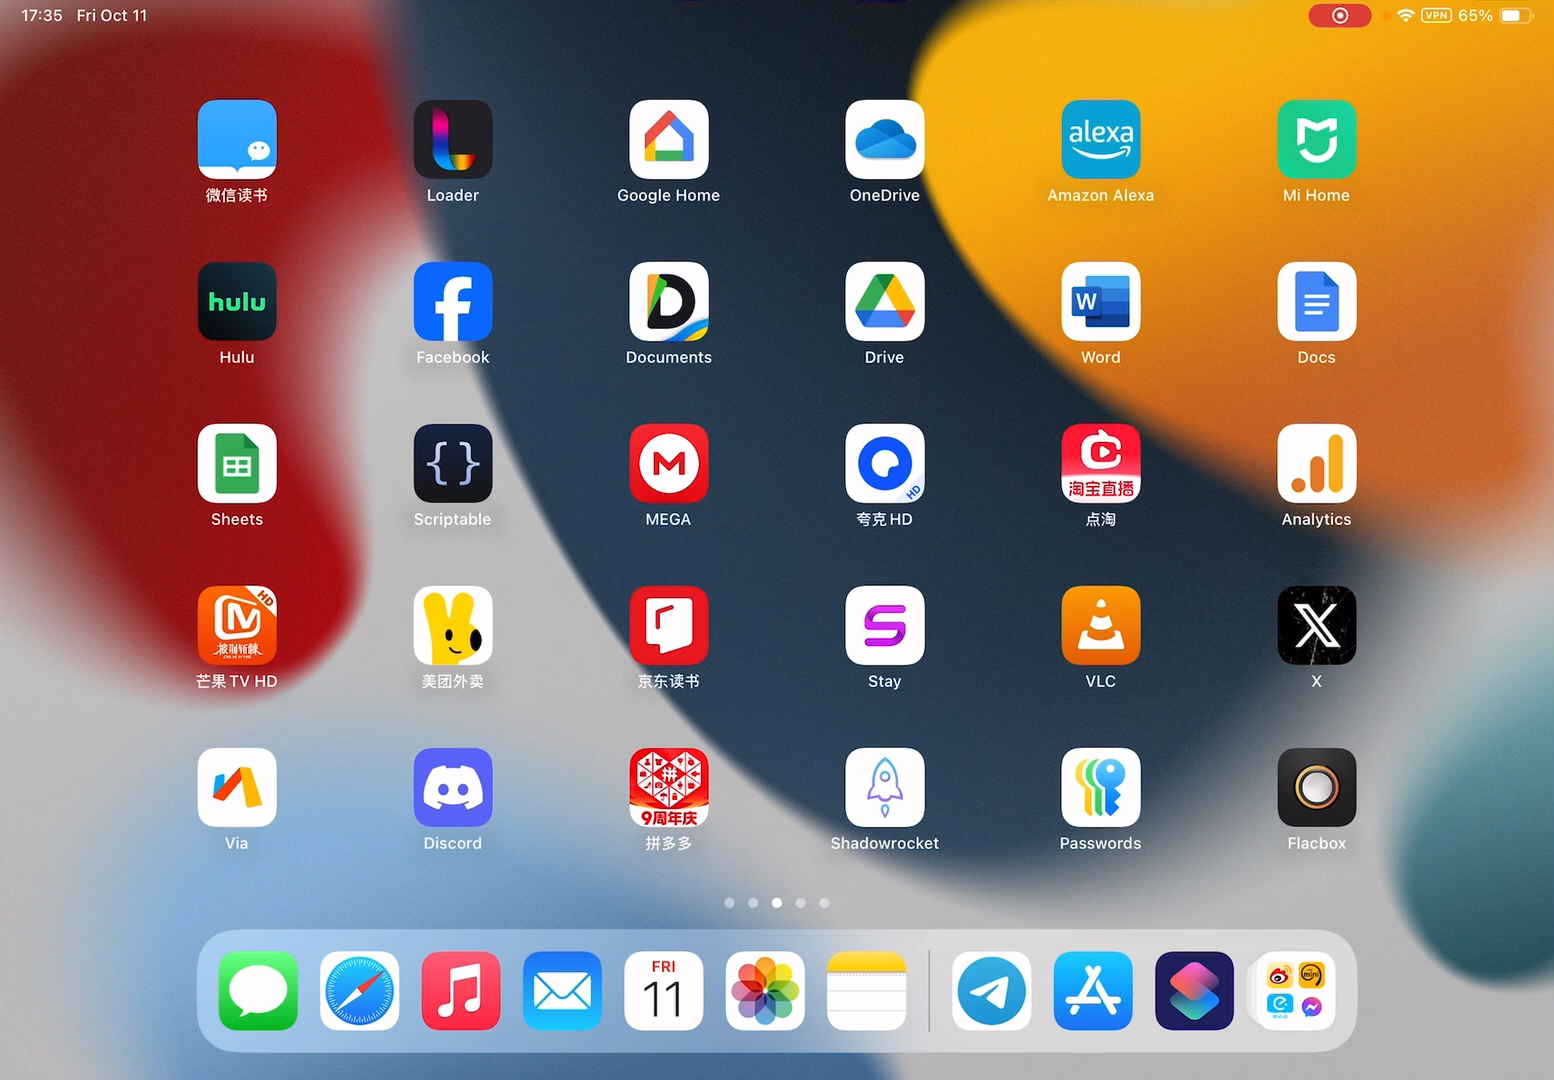 17:35 Fri Oct 11
VPN 65%
alexa
微信读书 Loader Google Home OneDrive Amazon Alexa Mi Home
hulu
W
Hulu Facebook Documents Drive Word Docs
HD
淘宝直播
Sheets Scriptable MEGA 夸克 HD 点淘 Analytics
HD
芒果 TV HD 美团外卖 京东读书 Stay VLC X
拼
9周年庆
Via Discord 拼多多 Shadowrocket Passwords Flacbox
FRI
11
mini